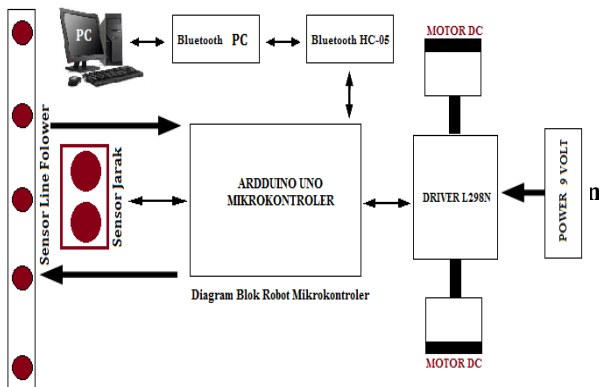 PC
Bluetooth PC
Bluetooth HC-05
MOTOR DC
Sensor Line Folower
Sensor Jarak
ARDDUINO UNO
MIKROKONTROLER
DRIVER L298N
POWER 9 VOLT
n
Diagram Blok Robot Mikrokontroler
MOTOR DC